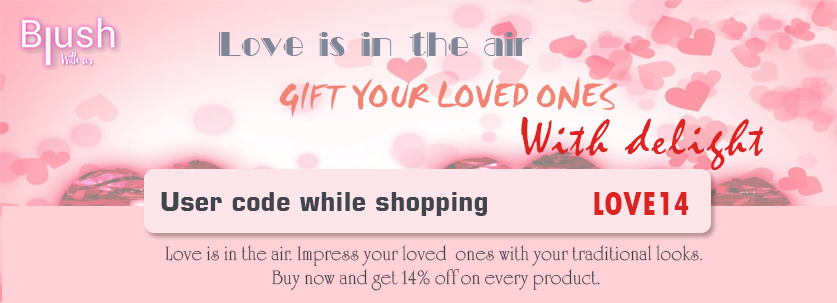 Blush
With us
Love is in the air
GIFT YOUR LOVED ONES
With delight
User code while shopping LOVE14
Love is in the air. Impress your loved ones with your traditional looks.
Buy now and get 14% off on every product.